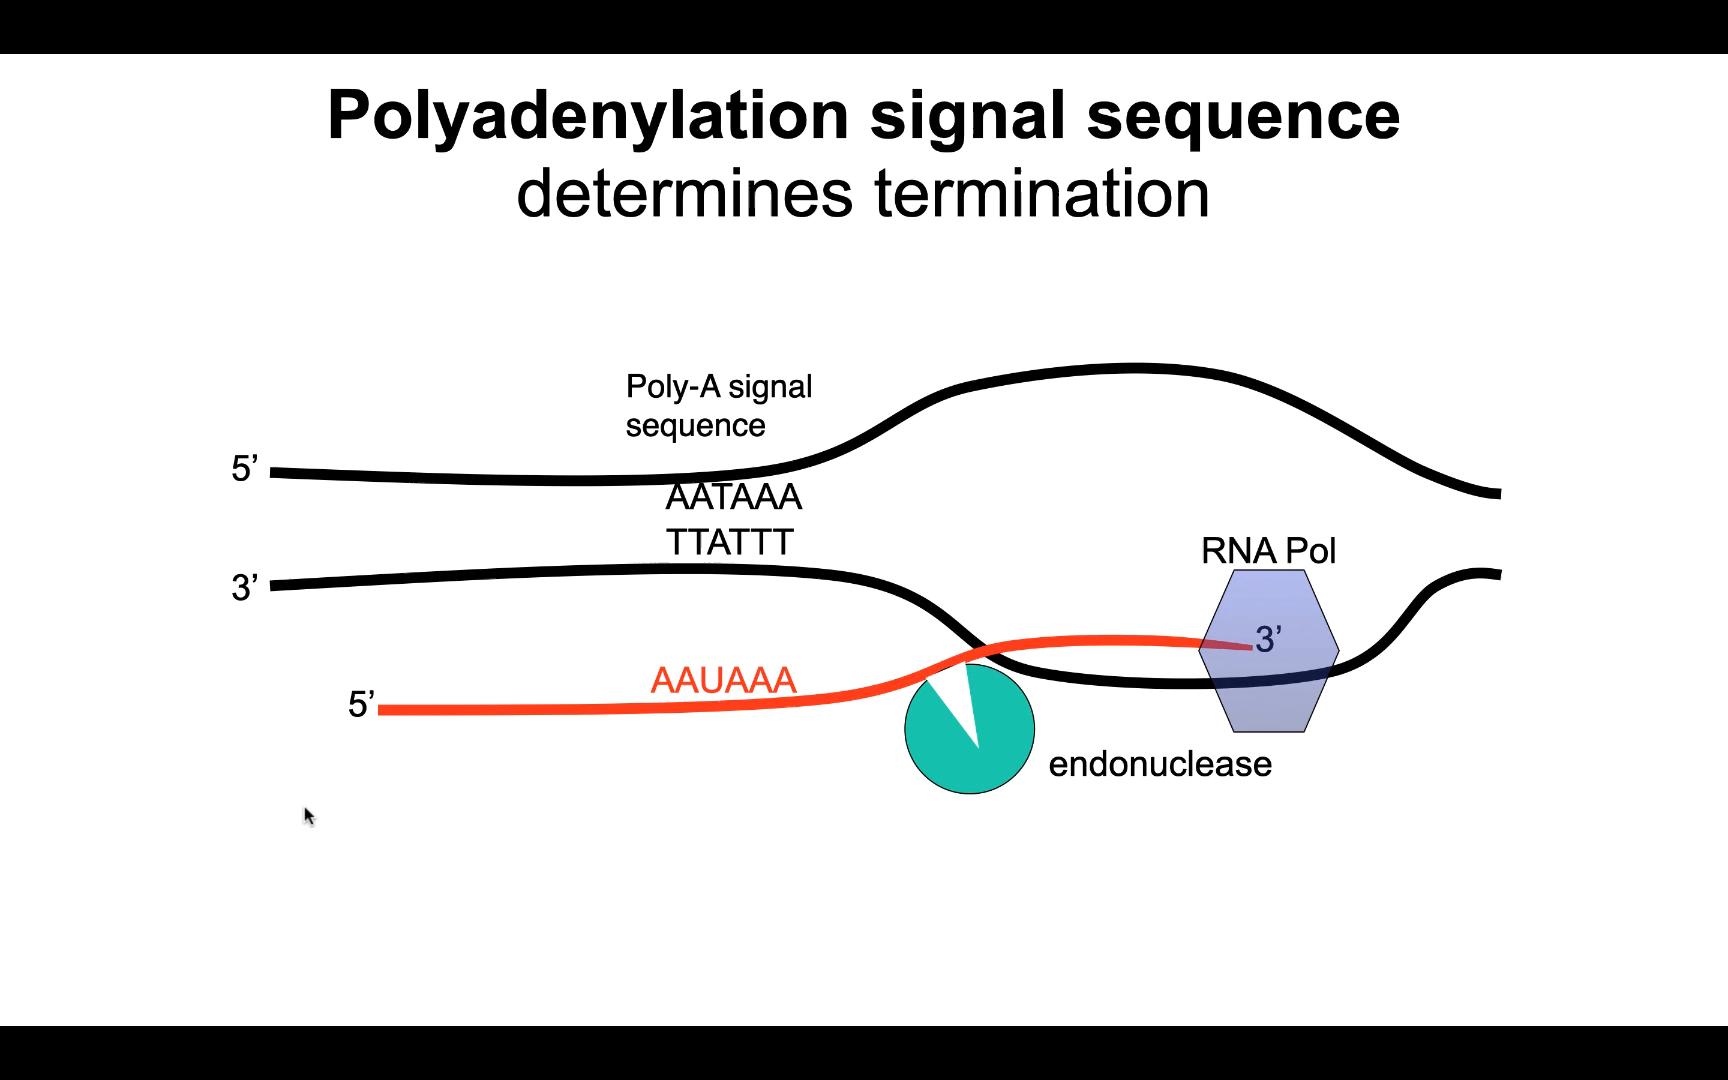 Polyadenylation signal sequence
determines termination
Poly-A signal
sequence
5’
AATAAA
TTATTT
3’
RNA Pol
3’
AAUAAA
5’
endonuclease